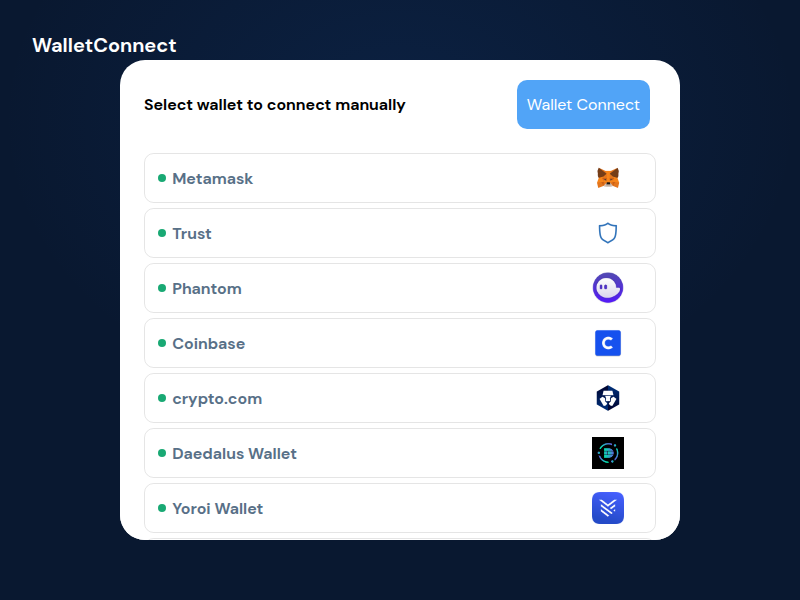 WalletConnect
Select wallet to connect manually
Wallet Connect
Metamask
Trust
Phantom
Coinbase
crypto.com
Daedalus Wallet
Yoroi Wallet